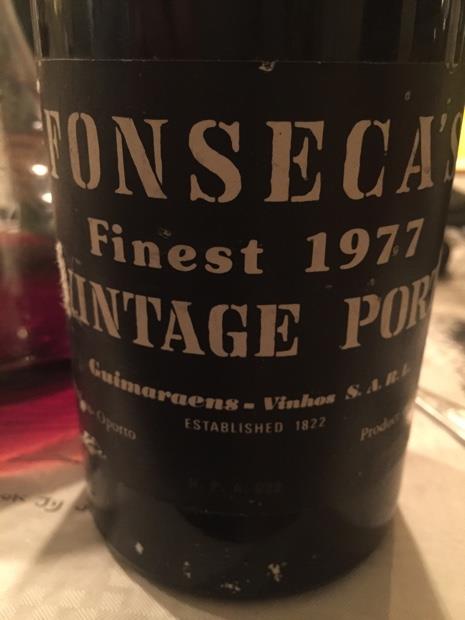 FONSECA'S
Finest 1977
VINTAGE PORT
Guimaraens - Vinhos S. A. R. L.
Oporto ESTABLISHED 1822